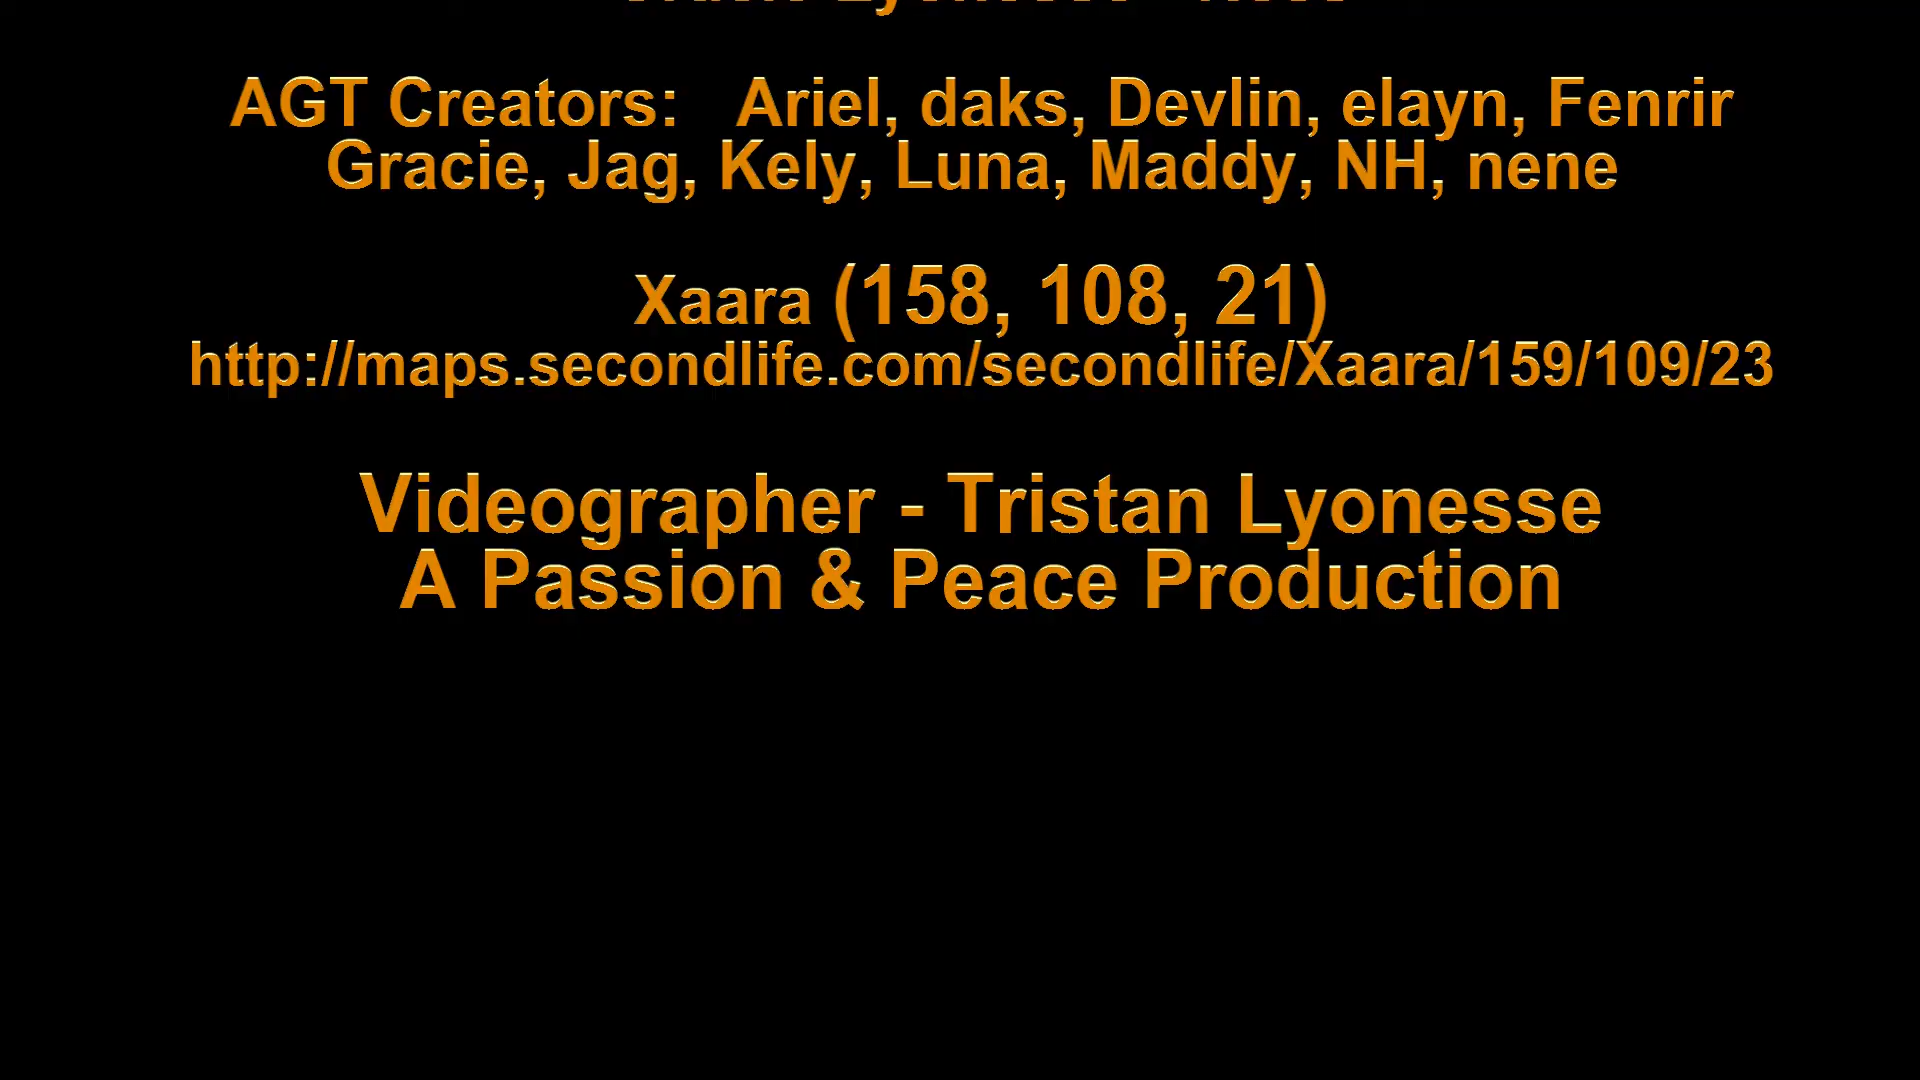 AGT Creators: Ariel, daks, Devlin, elayn, Fenrir
Gracie, Jag, Kely, Luna, Maddy, NH, nene
Xaara (158, 108, 21)
http://maps.secondlife.com/secondlife/Xaara/159/109/23
Videographer - Tristan Lyonesse
A Passion & Peace Production